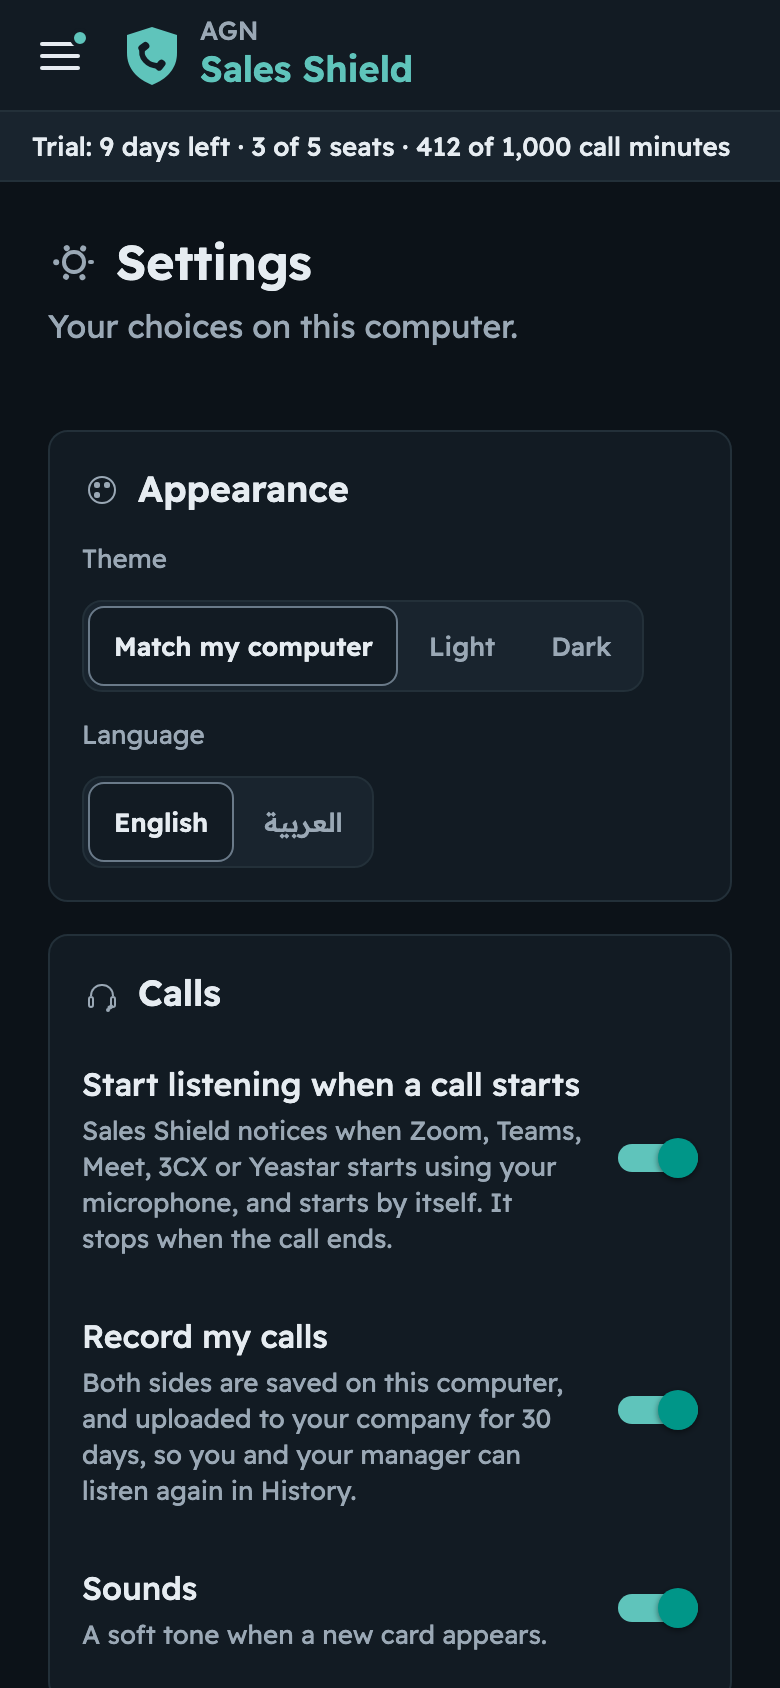 AGN
Sales Shield
Trial: 9 days left · 3 of 5 seats · 412 of 1,000 call minutes
Settings
Your choices on this computer.
Appearance
Theme
Match my computer Light Dark
Language
English العربية
Calls
Start listening when a call starts
Sales Shield notices when Zoom, Teams,
Meet, 3CX or Yeastar starts using your
microphone, and starts by itself. It
stops when the call ends.
Record my calls
Both sides are saved on this computer,
and uploaded to your company for 30
days, so you and your manager can
listen again in History.
Sounds
A soft tone when a new card appears.